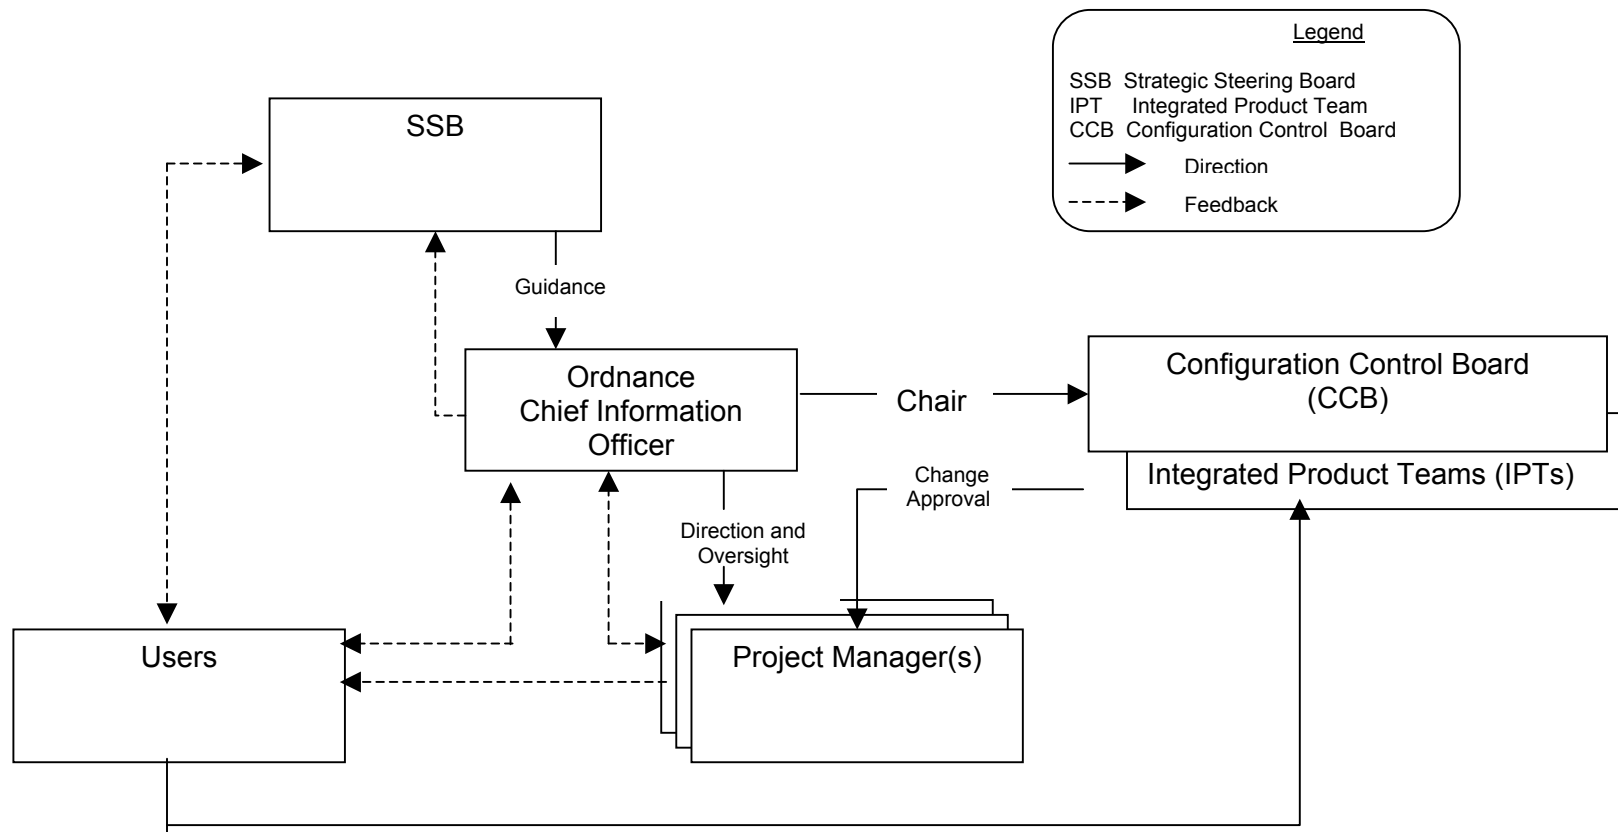 Legend
SSB Strategic Steering Board
IPT Integrated Product Team
CCB Configuration Control Board
Direction
Feedback
SSB
Guidance
Ordnance
Chief Information
Officer
Chair
Configuration Control Board
(CCB)
Integrated Product Teams (IPTs)
Change
Approval
Direction and
Oversight
Users
Project Manager(s)